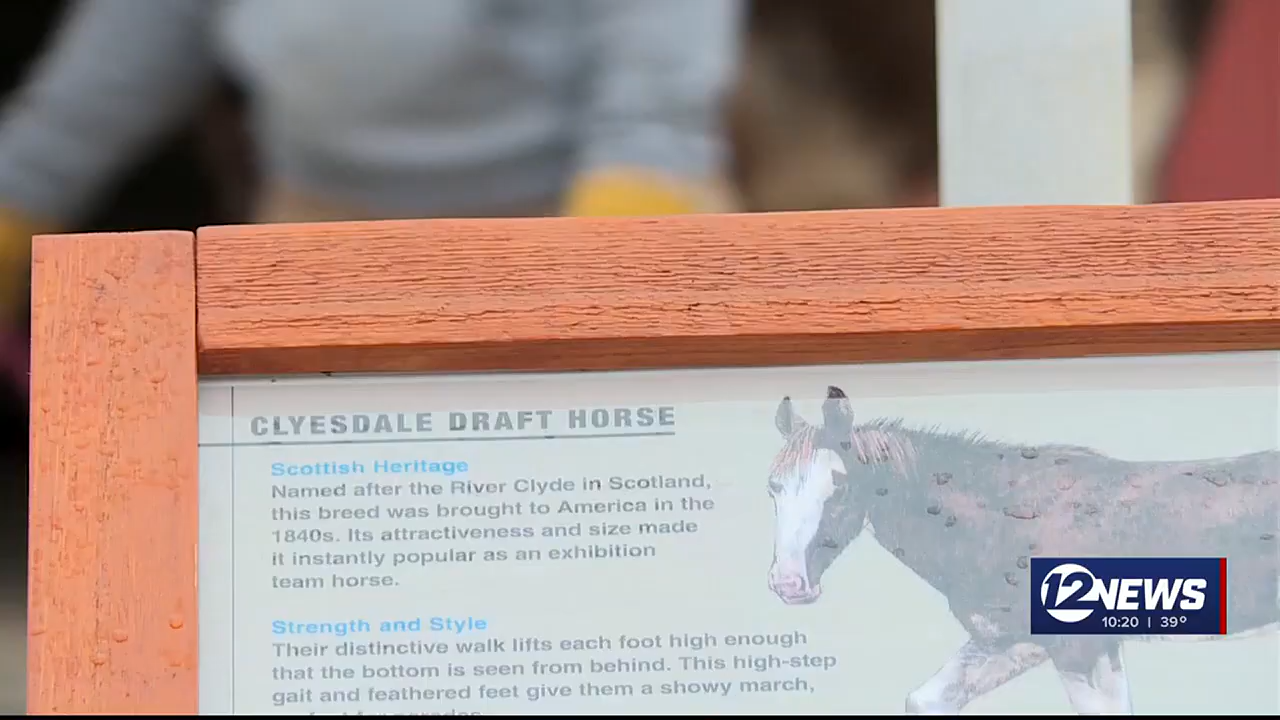 CLYESDALE DRAFT HORSE
Scottish Heritage
Named after the River Clyde in Scotland,
this breed was brought to America in the
1840s. Its attractiveness and size made
it instantly popular as an exhibition
team horse.
Strength and Style
Their distinctive walk lifts each foot high enough
that the bottom is seen from behind. This high-step
gait and feathered feet give them a showy march,
12 NEWS
10:20 | 39°